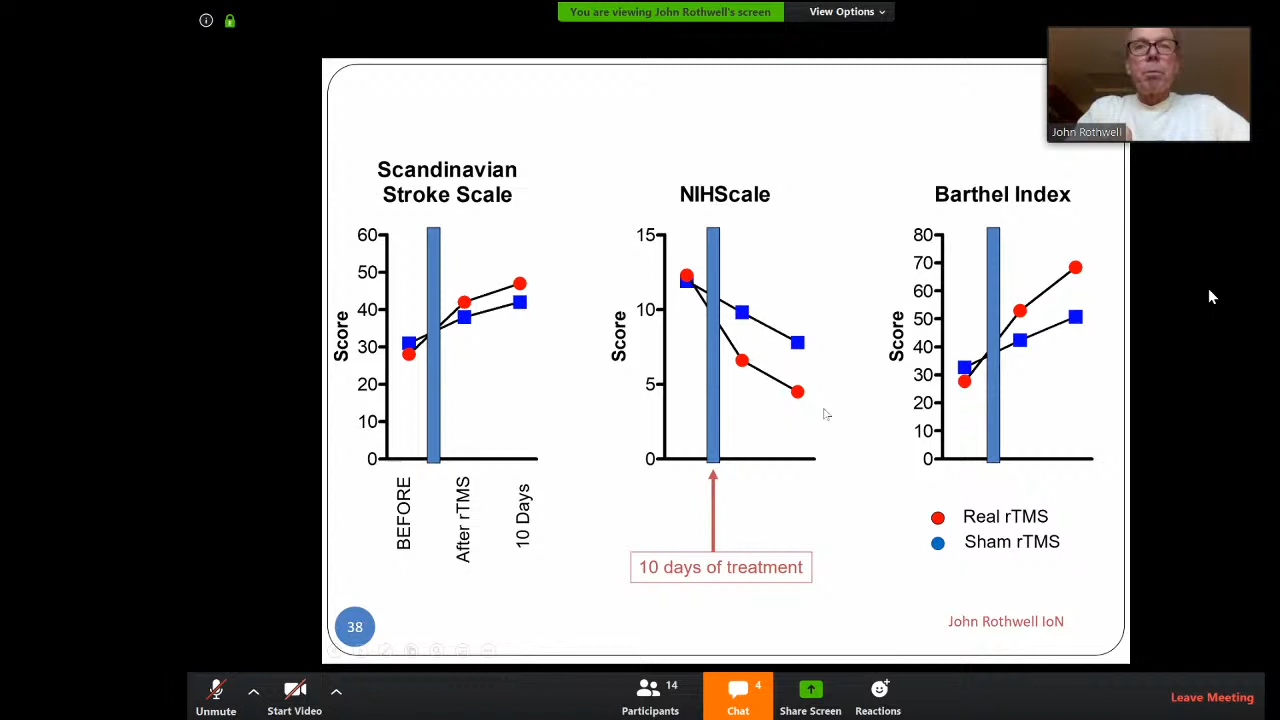 You are viewing John Rothwell's screen
View Options
John Rothwell
Scandinavian
Stroke Scale
NIHScale
Barthel Index
60
50
40
30
20
10
0
Score
BEFORE
After rTMS
10 Days
15
10
5
0
Score
80
70
60
50
40
30
20
10
0
Score
Real rTMS
Sham rTMS
10 days of treatment
38
John Rothwell IoN
Unmute
Start Video
14
Participants
4
Chat
Share Screen
Reactions
Leave Meeting